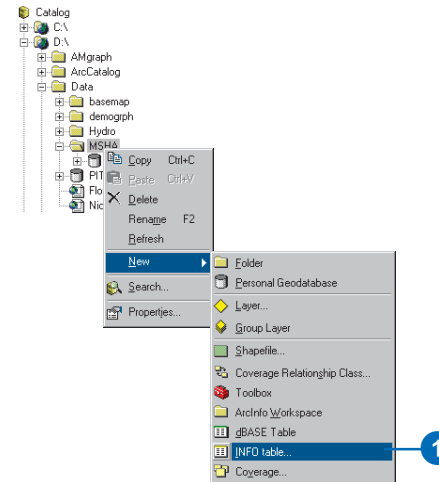 Catalog
C:\
D:\
AMgraph
ArcCatalog
Data
basemap
demogrph
Hydro
MSHA
PIT
Flo
Nic
Copy Ctrl+C
Paste Ctrl+V
Delete
Rename F2
Refresh
New
Search...
Properties...
Folder
Personal Geodatabase
Layer...
Group Layer
Shapefile...
Coverage Relationship Class...
Toolbox
ArcInfo Workspace
dBASE Table
INFO table...
Coverage...
1